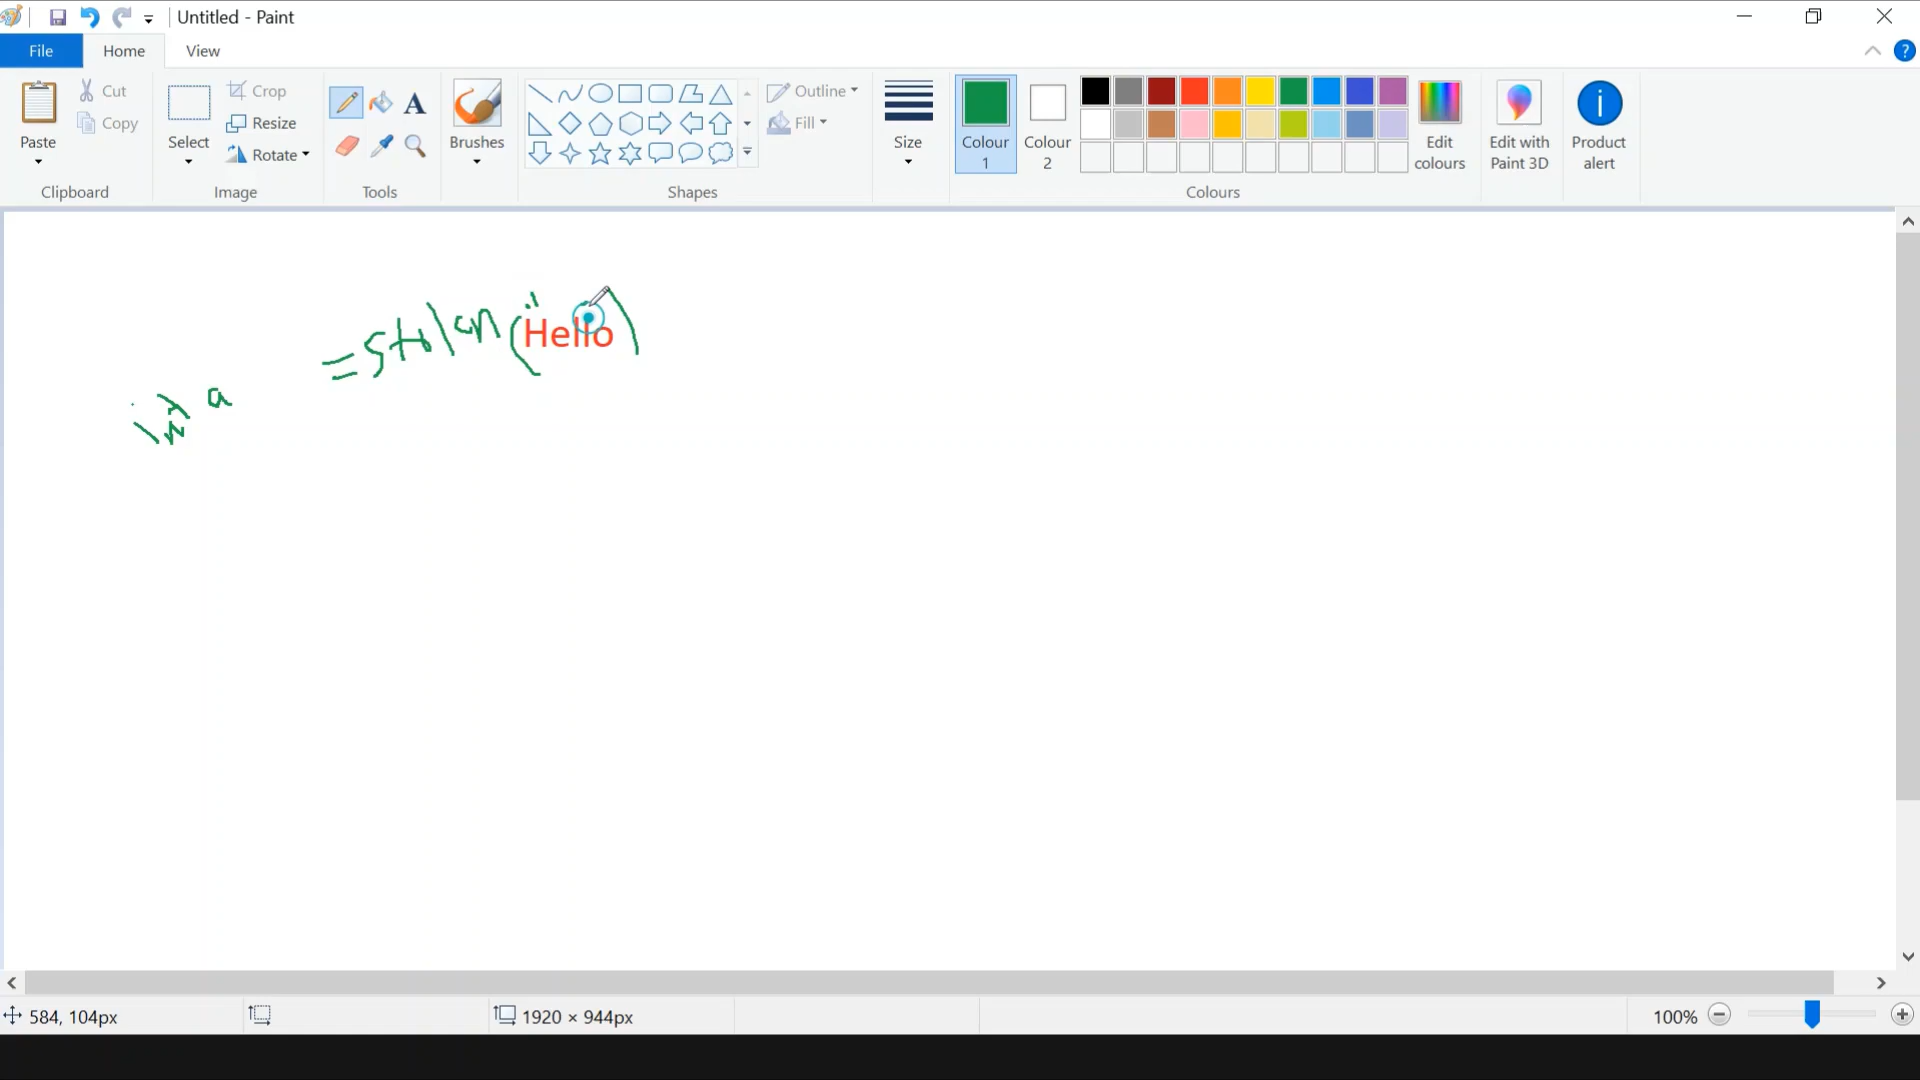 Untitled - Paint
File Home View
Paste
Cut
Copy
Clipboard
Select
Crop
Resize
Rotate
Image
A
Tools
Brushes
Shapes
Outline
Fill
Size
Colour 1
Colour 2
Edit colours
Colours
Edit with Paint 3D
Product alert
int a =strlen("Hello)
584, 104px
1920 × 944px
100%